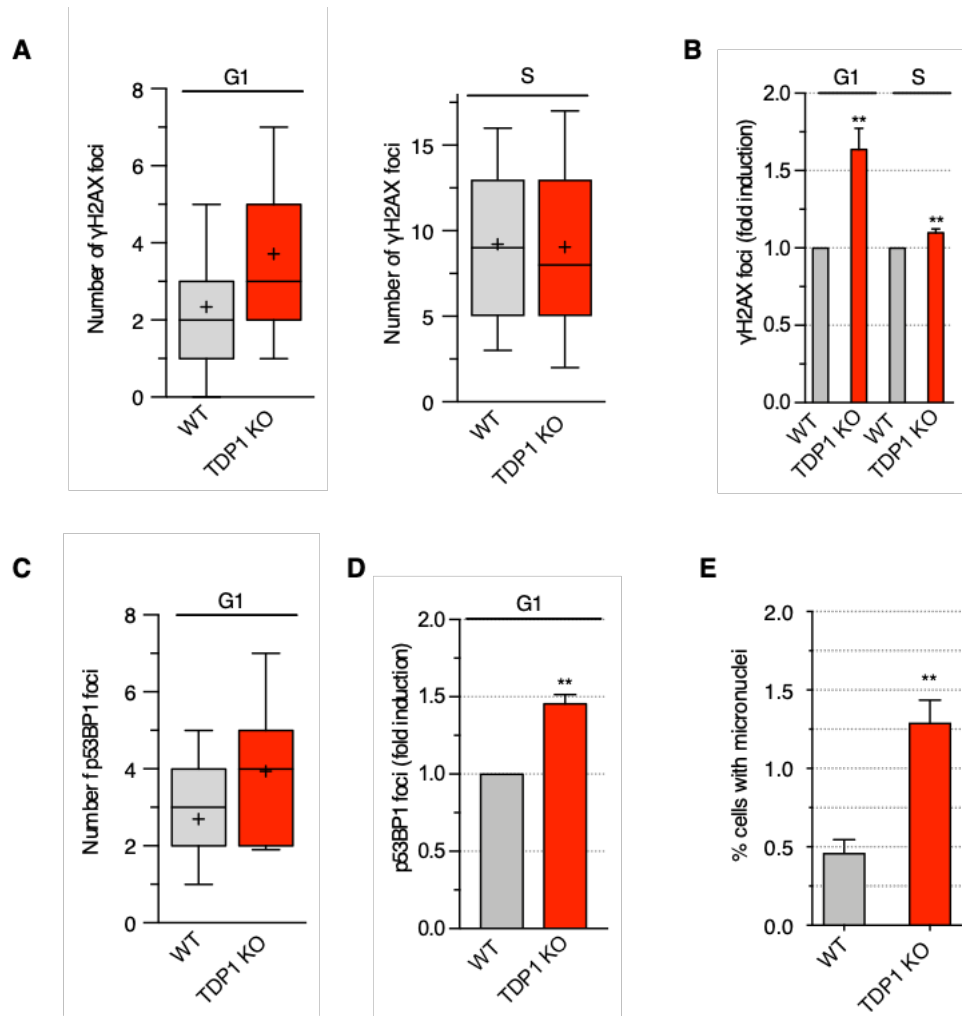 A
G1
Number of γH2AX foci
8
6
4
2
0
WT
TDP1 KO
S
Number of γH2AX foci
15
10
5
0
WT
TDP1 KO
B
G1
S
γH2AX foci (fold induction)
2.0
1.5
1.0
0.5
0.0
**
**
WT
TDP1 KO
WT
TDP1 KO
C
G1
Number f p53BP1 foci
8
6
4
2
0
WT
TDP1 KO
D
G1
p53BP1 foci (fold induction)
2.0
1.5
1.0
0.5
0.0
**
WT
TDP1 KO
E
% cells with micronuclei
2.0
1.5
1.0
0.5
0.0
**
WT
TDP1 KO